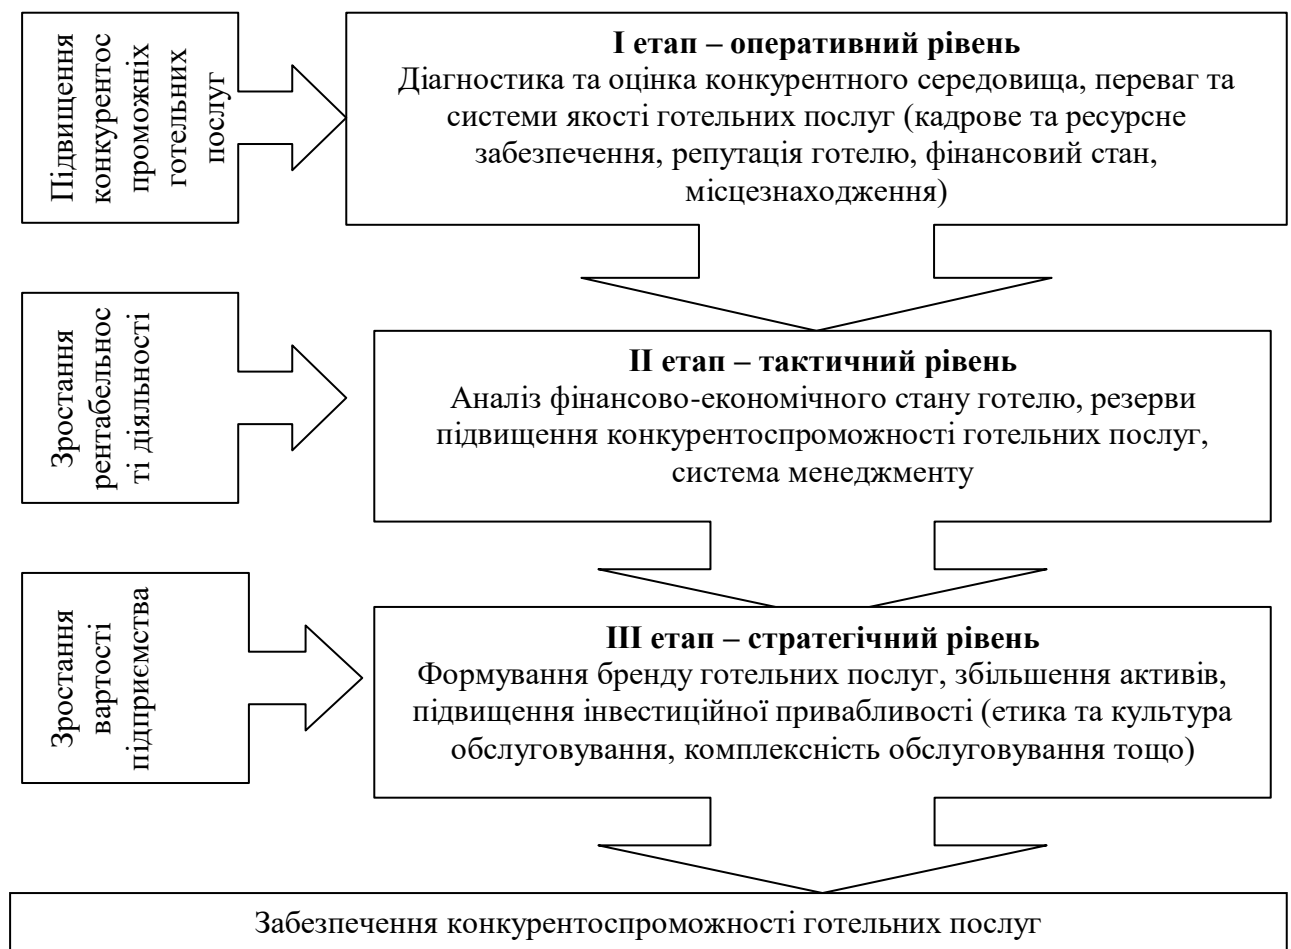 Підвищення
конкурентос
проможніх
готельних
послуг
І етап – оперативний рівень
Діагностика та оцінка конкурентного середовища, переваг та
системи якості готельних послуг (кадрове та ресурсне
забезпечення, репутація готелю, фінансовий стан,
місцезнаходження)
Зростання
рентабельнос
ті діяльності
ІІ етап – тактичний рівень
Аналіз фінансово-економічного стану готелю, резерви
підвищення конкурентоспроможності готельних послуг,
система менеджменту
Зростання
вартості
підприємства
ІІІ етап – стратегічний рівень
Формування бренду готельних послуг, збільшення активів,
підвищення інвестиційної привабливості (етика та культура
обслуговування, комплексність обслуговування тощо)
Забезпечення конкурентоспроможності готельних послуг